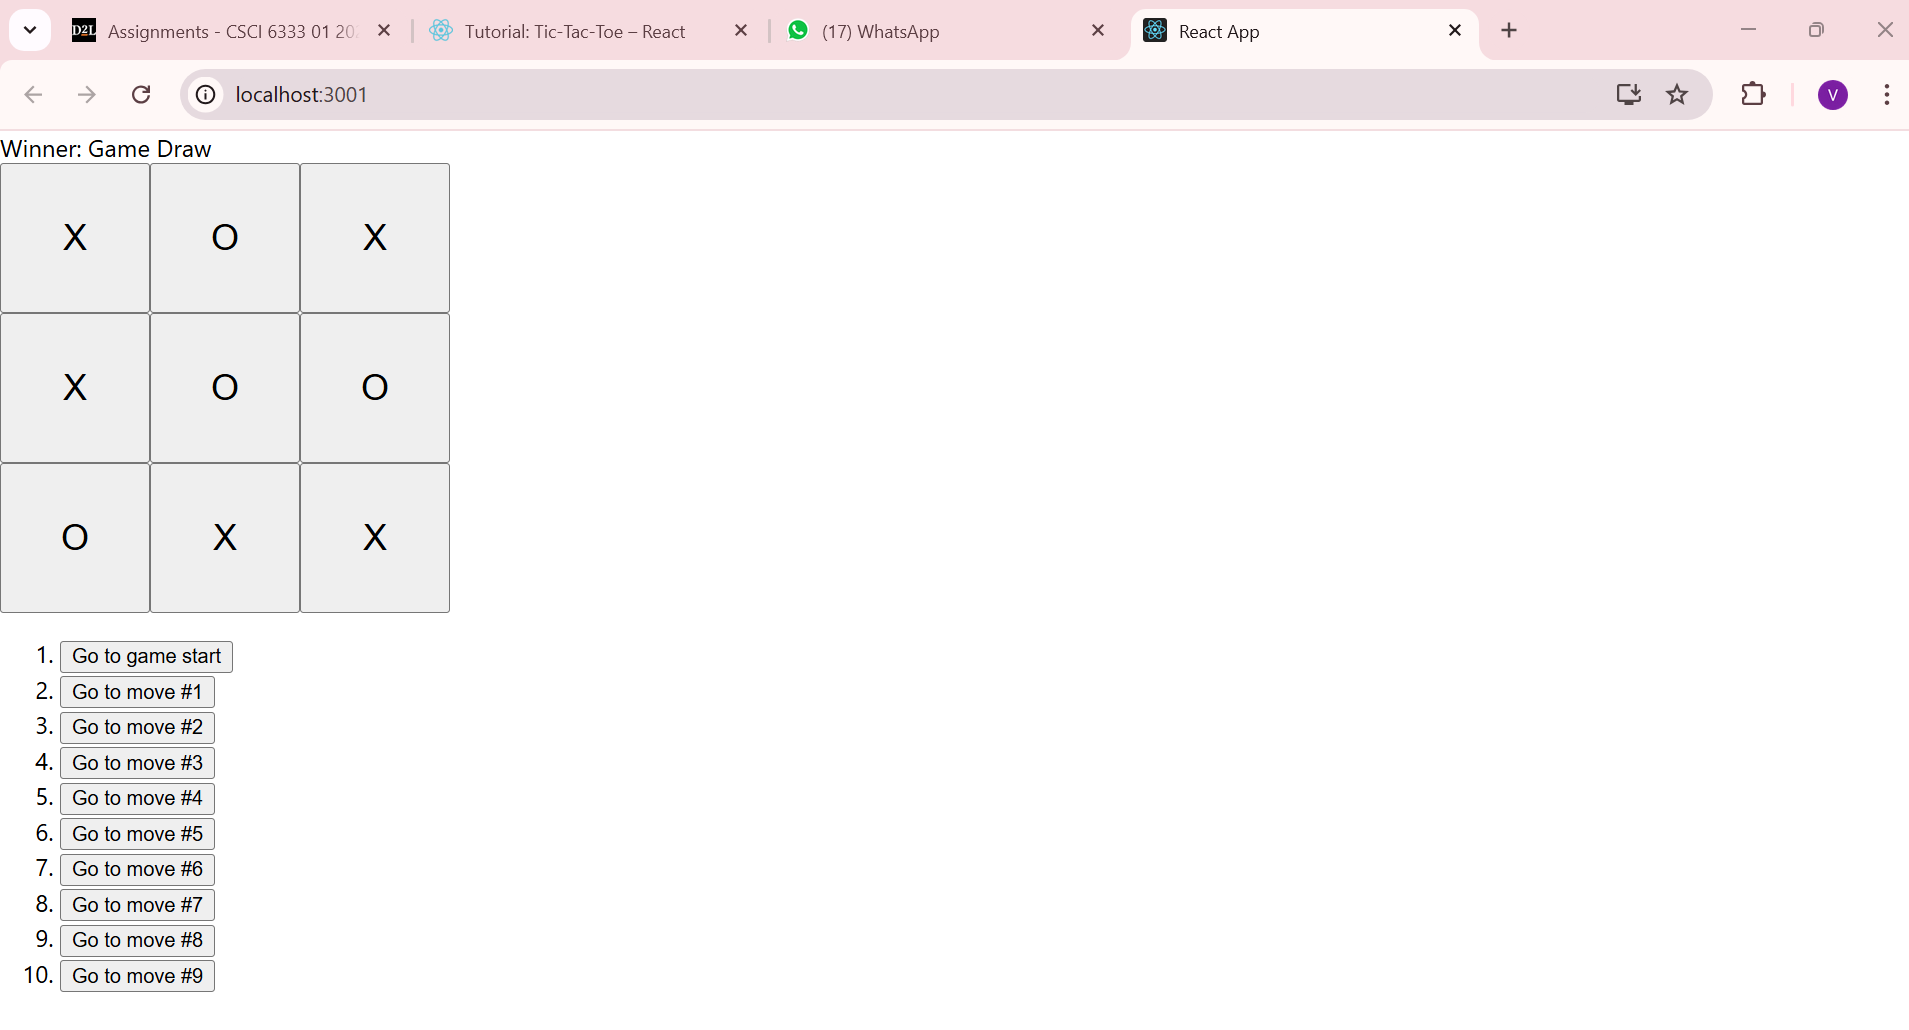 D2L Assignments - CSCI 6333 01 20
Tutorial: Tic-Tac-Toe – React
(17) WhatsApp
React App
localhost:3001
V
Winner: Game Draw
X O X
X O O
O X X
1. Go to game start
2. Go to move #1
3. Go to move #2
4. Go to move #3
5. Go to move #4
6. Go to move #5
7. Go to move #6
8. Go to move #7
9. Go to move #8
10. Go to move #9